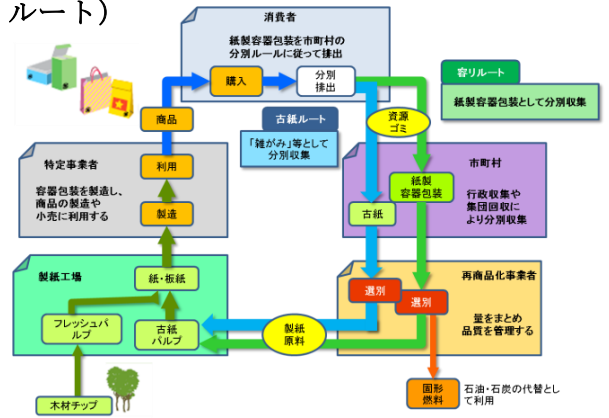 ルート）
消費者
紙製容器包装を市町村の
分別ルールに従って排出
購入
分別
排出
容リルート
紙製容器包装として分別収集
古紙ルート
「雑がみ」等として
分別収集
資源
ゴミ
商品
特定事業者
容器包装を製造し、
商品の製造や
小売に利用する
利用
製造
市町村
紙製
容器包装
古紙
行政収集や
集団回収に
より分別収集
製紙工場
紙・板紙
フレッシュパ
ルプ
古紙
パルプ
製紙
原料
再商品化事業者
選別
選別
量をまとめ
品質を管理する
木材チップ
固形
燃料
石油・石炭の代替とし
て利用